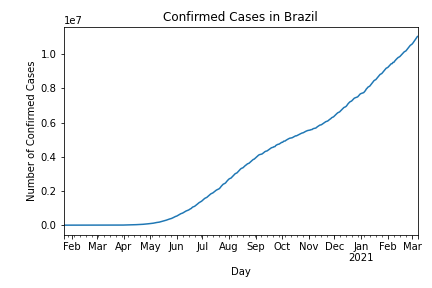 Confirmed Cases in Brazil
1e7
1.0
0.8
0.6
0.4
0.2
0.0
Number of Confirmed Cases
Feb Mar Apr May Jun Jul Aug Sep Oct Nov Dec Jan Feb Mar
2021
Day